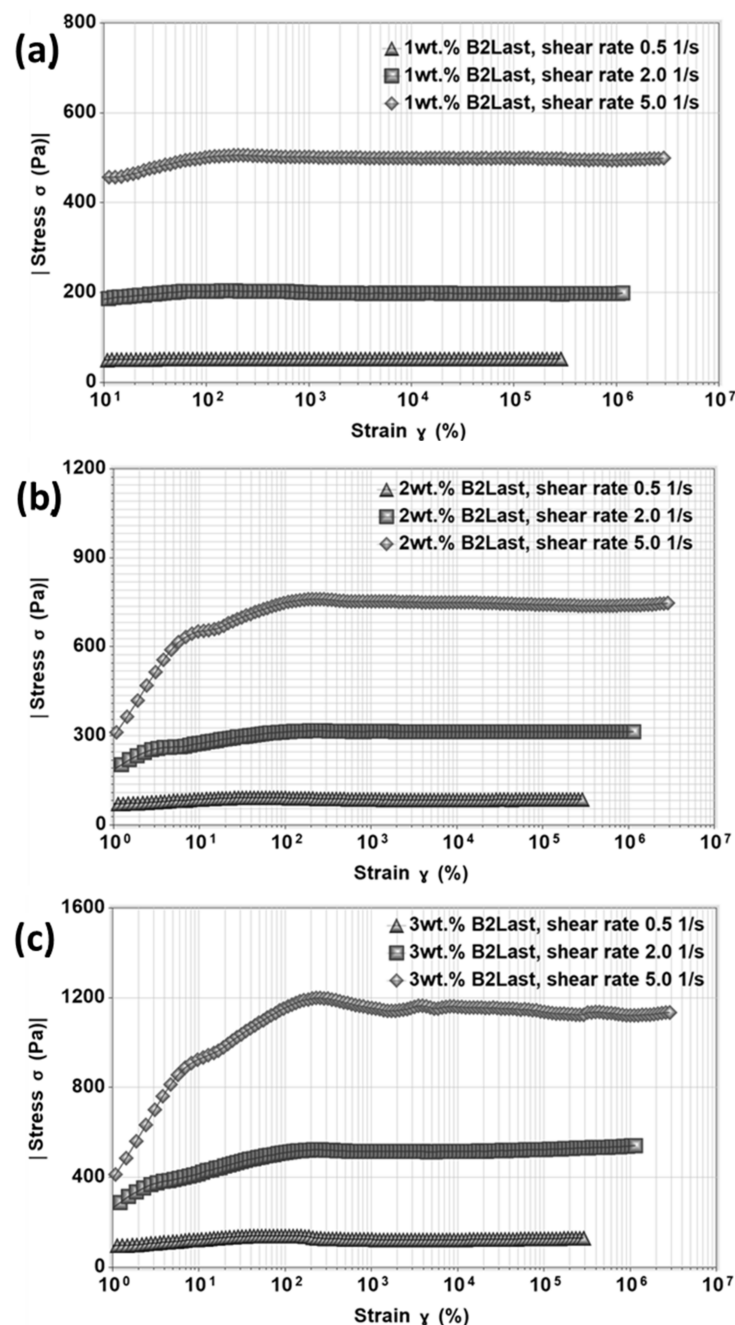 (a)
800
600
400
200
0
| Stress σ (Pa)|
1wt.% B2Last, shear rate 0.5 1/s
1wt.% B2Last, shear rate 2.0 1/s
1wt.% B2Last, shear rate 5.0 1/s
10¹ 10² 10³ 10⁴ 10⁵ 10⁶ 10⁷
Strain ɣ (%)
(b)
1200
900
600
300
0
| Stress σ (Pa)|
2wt.% B2Last, shear rate 0.5 1/s
2wt.% B2Last, shear rate 2.0 1/s
2wt.% B2Last, shear rate 5.0 1/s
10⁰ 10¹ 10² 10³ 10⁴ 10⁵ 10⁶ 10⁷
Strain ɣ (%)
(c)
1600
1200
800
400
0
| Stress σ (Pa)|
3wt.% B2Last, shear rate 0.5 1/s
3wt.% B2Last, shear rate 2.0 1/s
3wt.% B2Last, shear rate 5.0 1/s
10⁰ 10¹ 10² 10³ 10⁴ 10⁵ 10⁶ 10⁷
Strain ɣ (%)